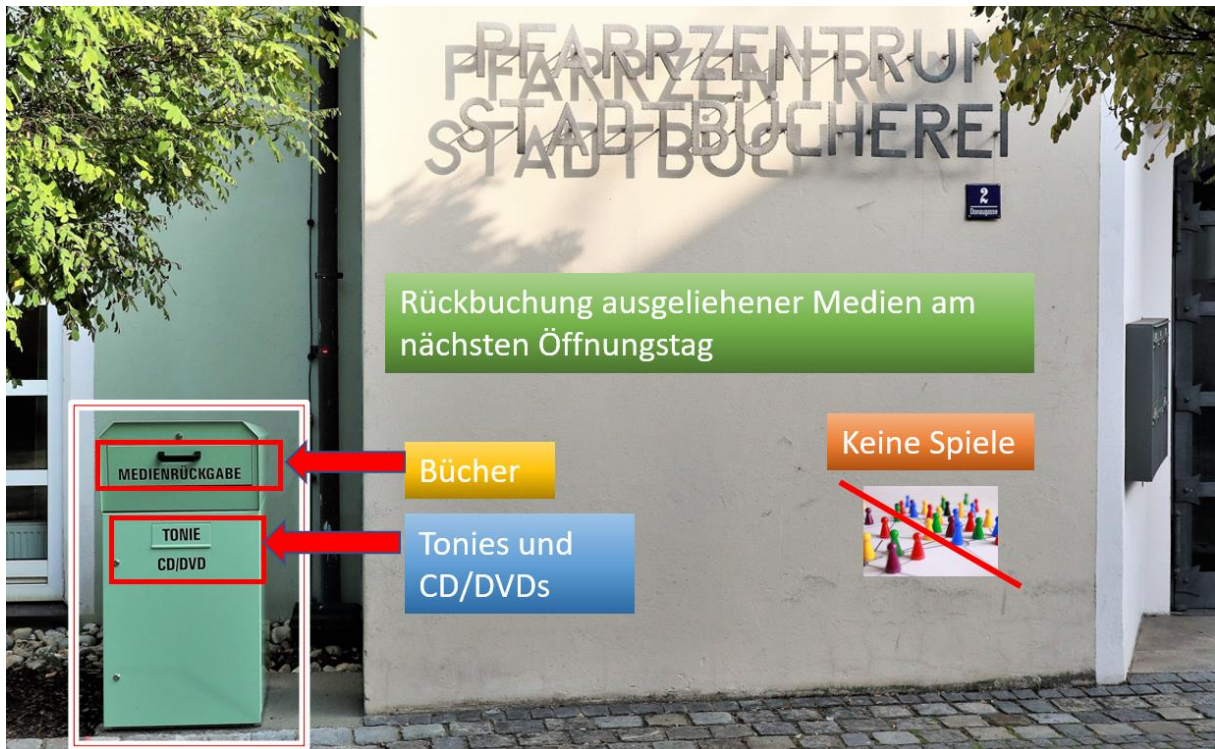 PFARRZENTRUM
STADTBÜCHEREI
2
Donaugasse
Rückbuchung ausgeliehener Medien am
nächsten Öffnungstag
Keine Spiele
MEDIENRÜCKGABE
Bücher
TONIE
CD/DVD
Tonies und
CD/DVDs